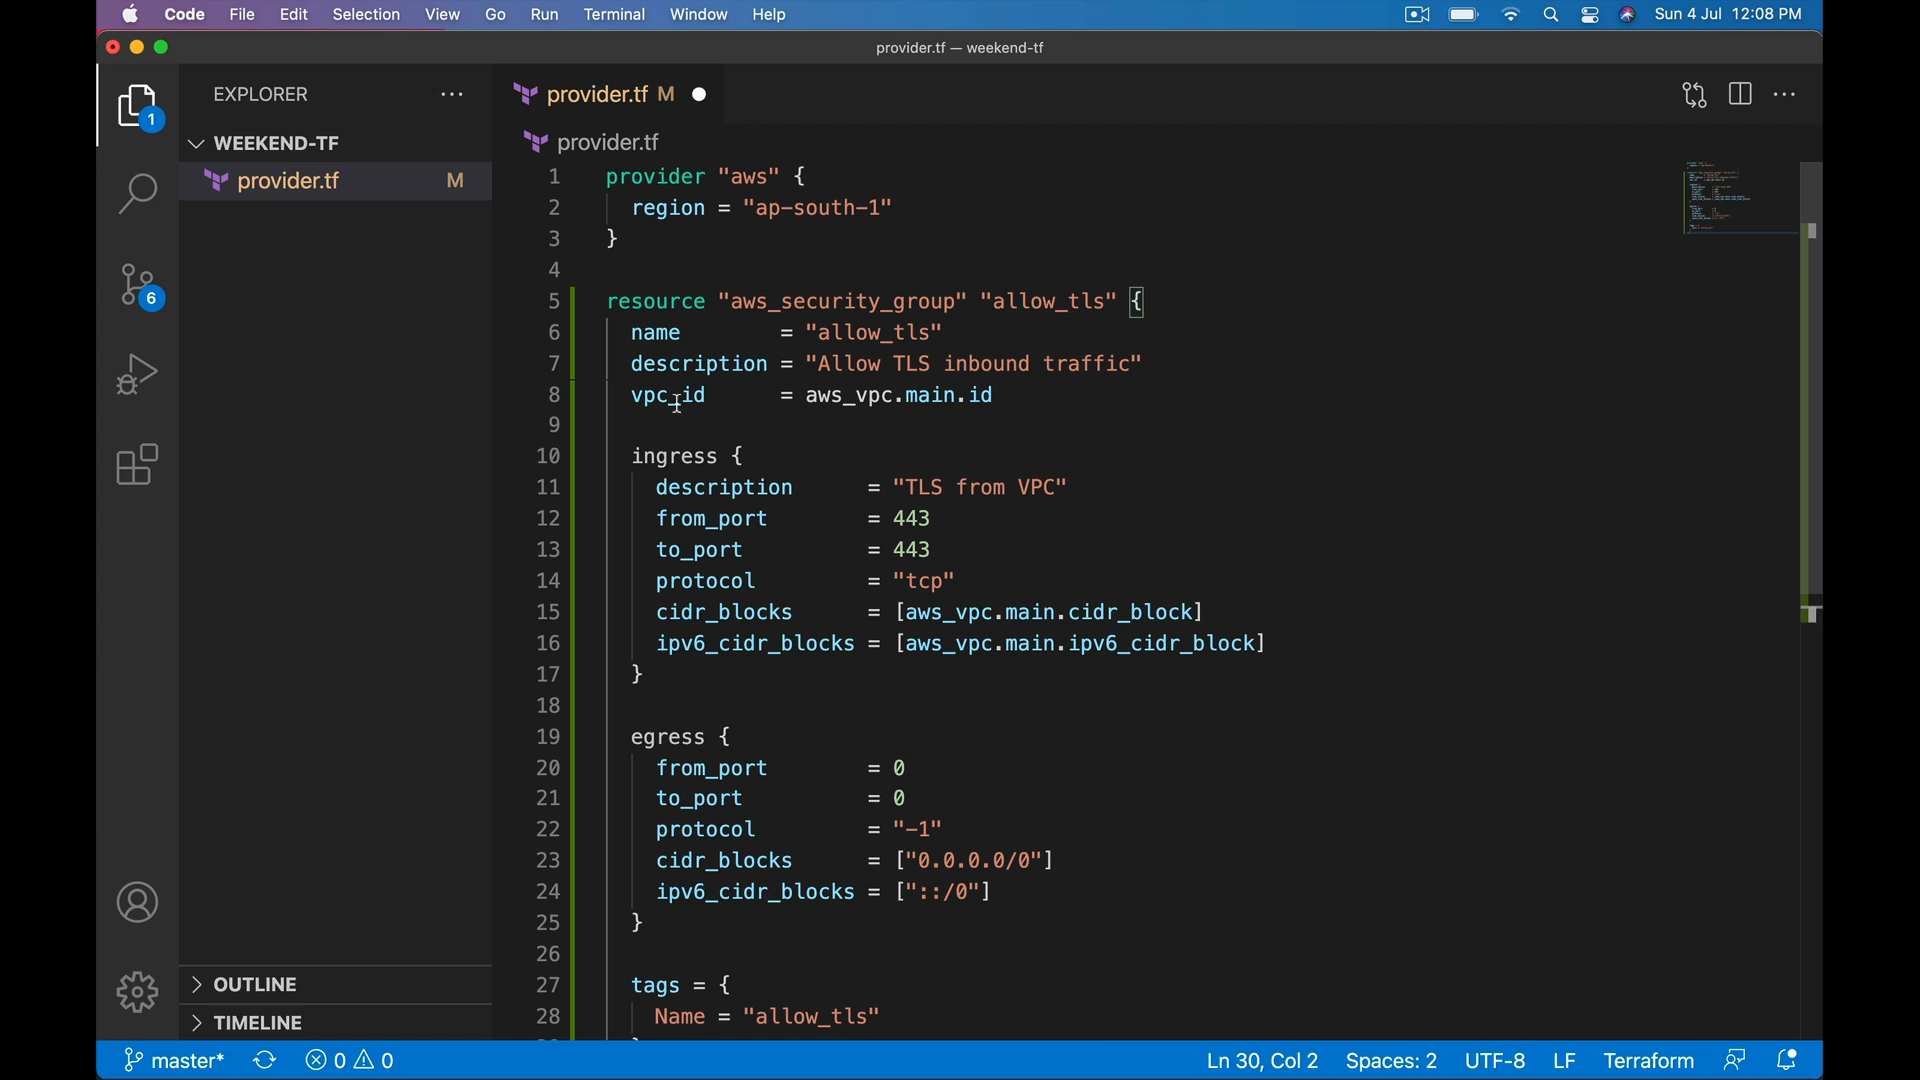 Code File Edit Selection View Go Run Terminal Window Help Sun 4 Jul 12:08 PM
provider.tf — weekend-tf
EXPLORER
provider.tf M
1
WEEKEND-TF
provider.tf
provider.tf M
1 provider "aws" {
2 region = "ap-south-1"
3 }
4
5 resource "aws_security_group" "allow_tls" {
6 name = "allow_tls"
7 description = "Allow TLS inbound traffic"
8 vpc_id = aws_vpc.main.id
9
10 ingress {
11 description = "TLS from VPC"
12 from_port = 443
13 to_port = 443
14 protocol = "tcp"
15 cidr_blocks = [aws_vpc.main.cidr_block]
16 ipv6_cidr_blocks = [aws_vpc.main.ipv6_cidr_block]
17 }
18
19 egress {
20 from_port = 0
21 to_port = 0
22 protocol = "-1"
23 cidr_blocks = ["0.0.0.0/0"]
24 ipv6_cidr_blocks = ["::/0"]
25 }
26
27 tags = {
28 Name = "allow_tls"
6
OUTLINE
TIMELINE
master* 0 0 Ln 30, Col 2 Spaces: 2 UTF-8 LF Terraform